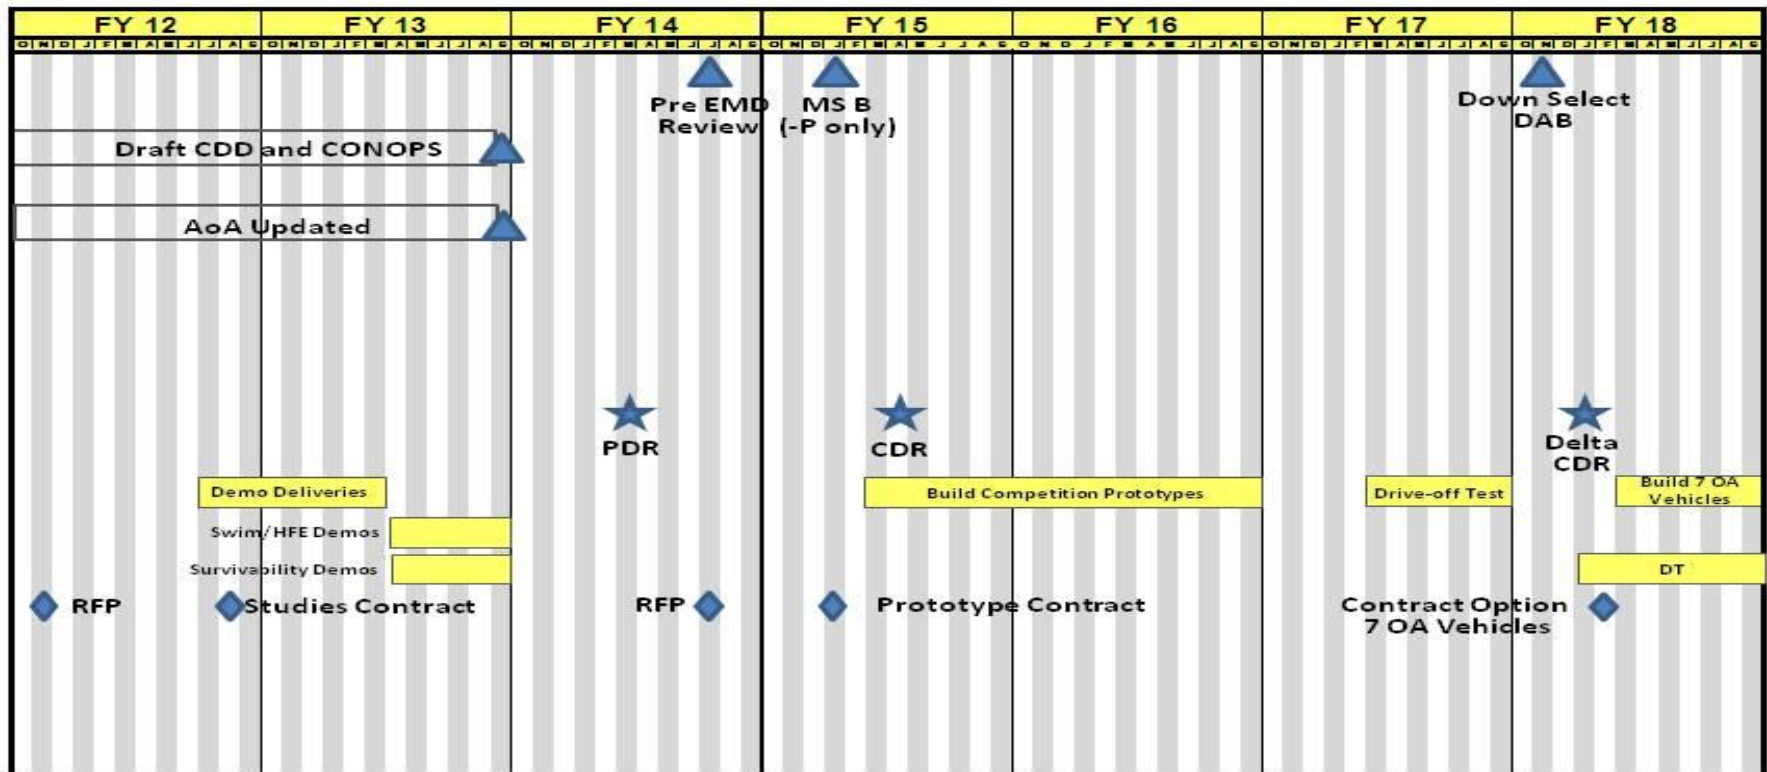 FY 12 FY 13 FY 14 FY 15 FY 16 FY 17 FY 18
O N D J F M A M J J A S O N D J F M A M J J A S O N D J F M A M J J A S O N D J F M A M J J A S O N D J F M A M J J A S O N D J F M A M J J A S O N D J F M A M J J A S
Pre EMD
Review
MS B
(-P only)
Down Select
DAB
Draft CDD and CONOPS
AoA Updated
PDR
CDR
Delta
CDR
Demo Deliveries
Build Competition Prototypes
Drive-off Test
Build 7 OA
Vehicles
Swim/HFE Demos
Survivability Demos
DT
RFP
Studies Contract
RFP
Prototype Contract
Contract Option
7 OA Vehicles